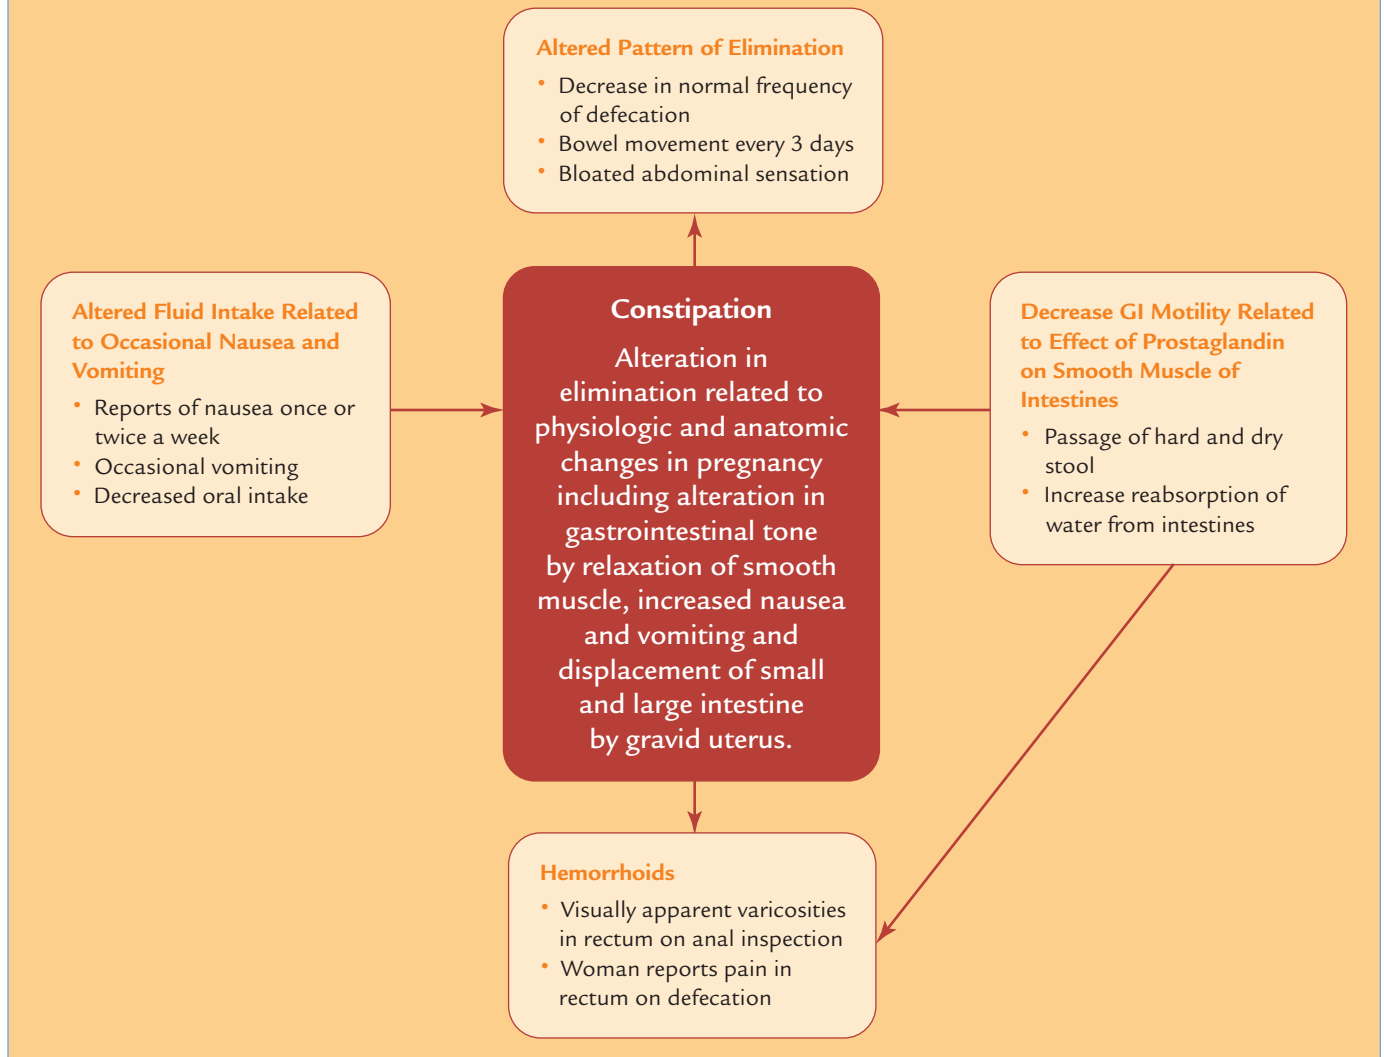 Altered Pattern of Elimination
• Decrease in normal frequency
of defecation
• Bowel movement every 3 days
• Bloated abdominal sensation
Altered Fluid Intake Related
to Occasional Nausea and
Vomiting
• Reports of nausea once or
twice a week
• Occasional vomiting
• Decreased oral intake
Constipation
Alteration in
elimination related to
physiologic and anatomic
changes in pregnancy
including alteration in
gastrointestinal tone
by relaxation of smooth
muscle, increased nausea
and vomiting and
displacement of small
and large intestine
by gravid uterus.
Decrease GI Motility Related
to Effect of Prostaglandin
on Smooth Muscle of
Intestines
• Passage of hard and dry
stool
• Increase reabsorption of
water from intestines
Hemorrhoids
• Visually apparent varicosities
in rectum on anal inspection
• Woman reports pain in
rectum on defecation